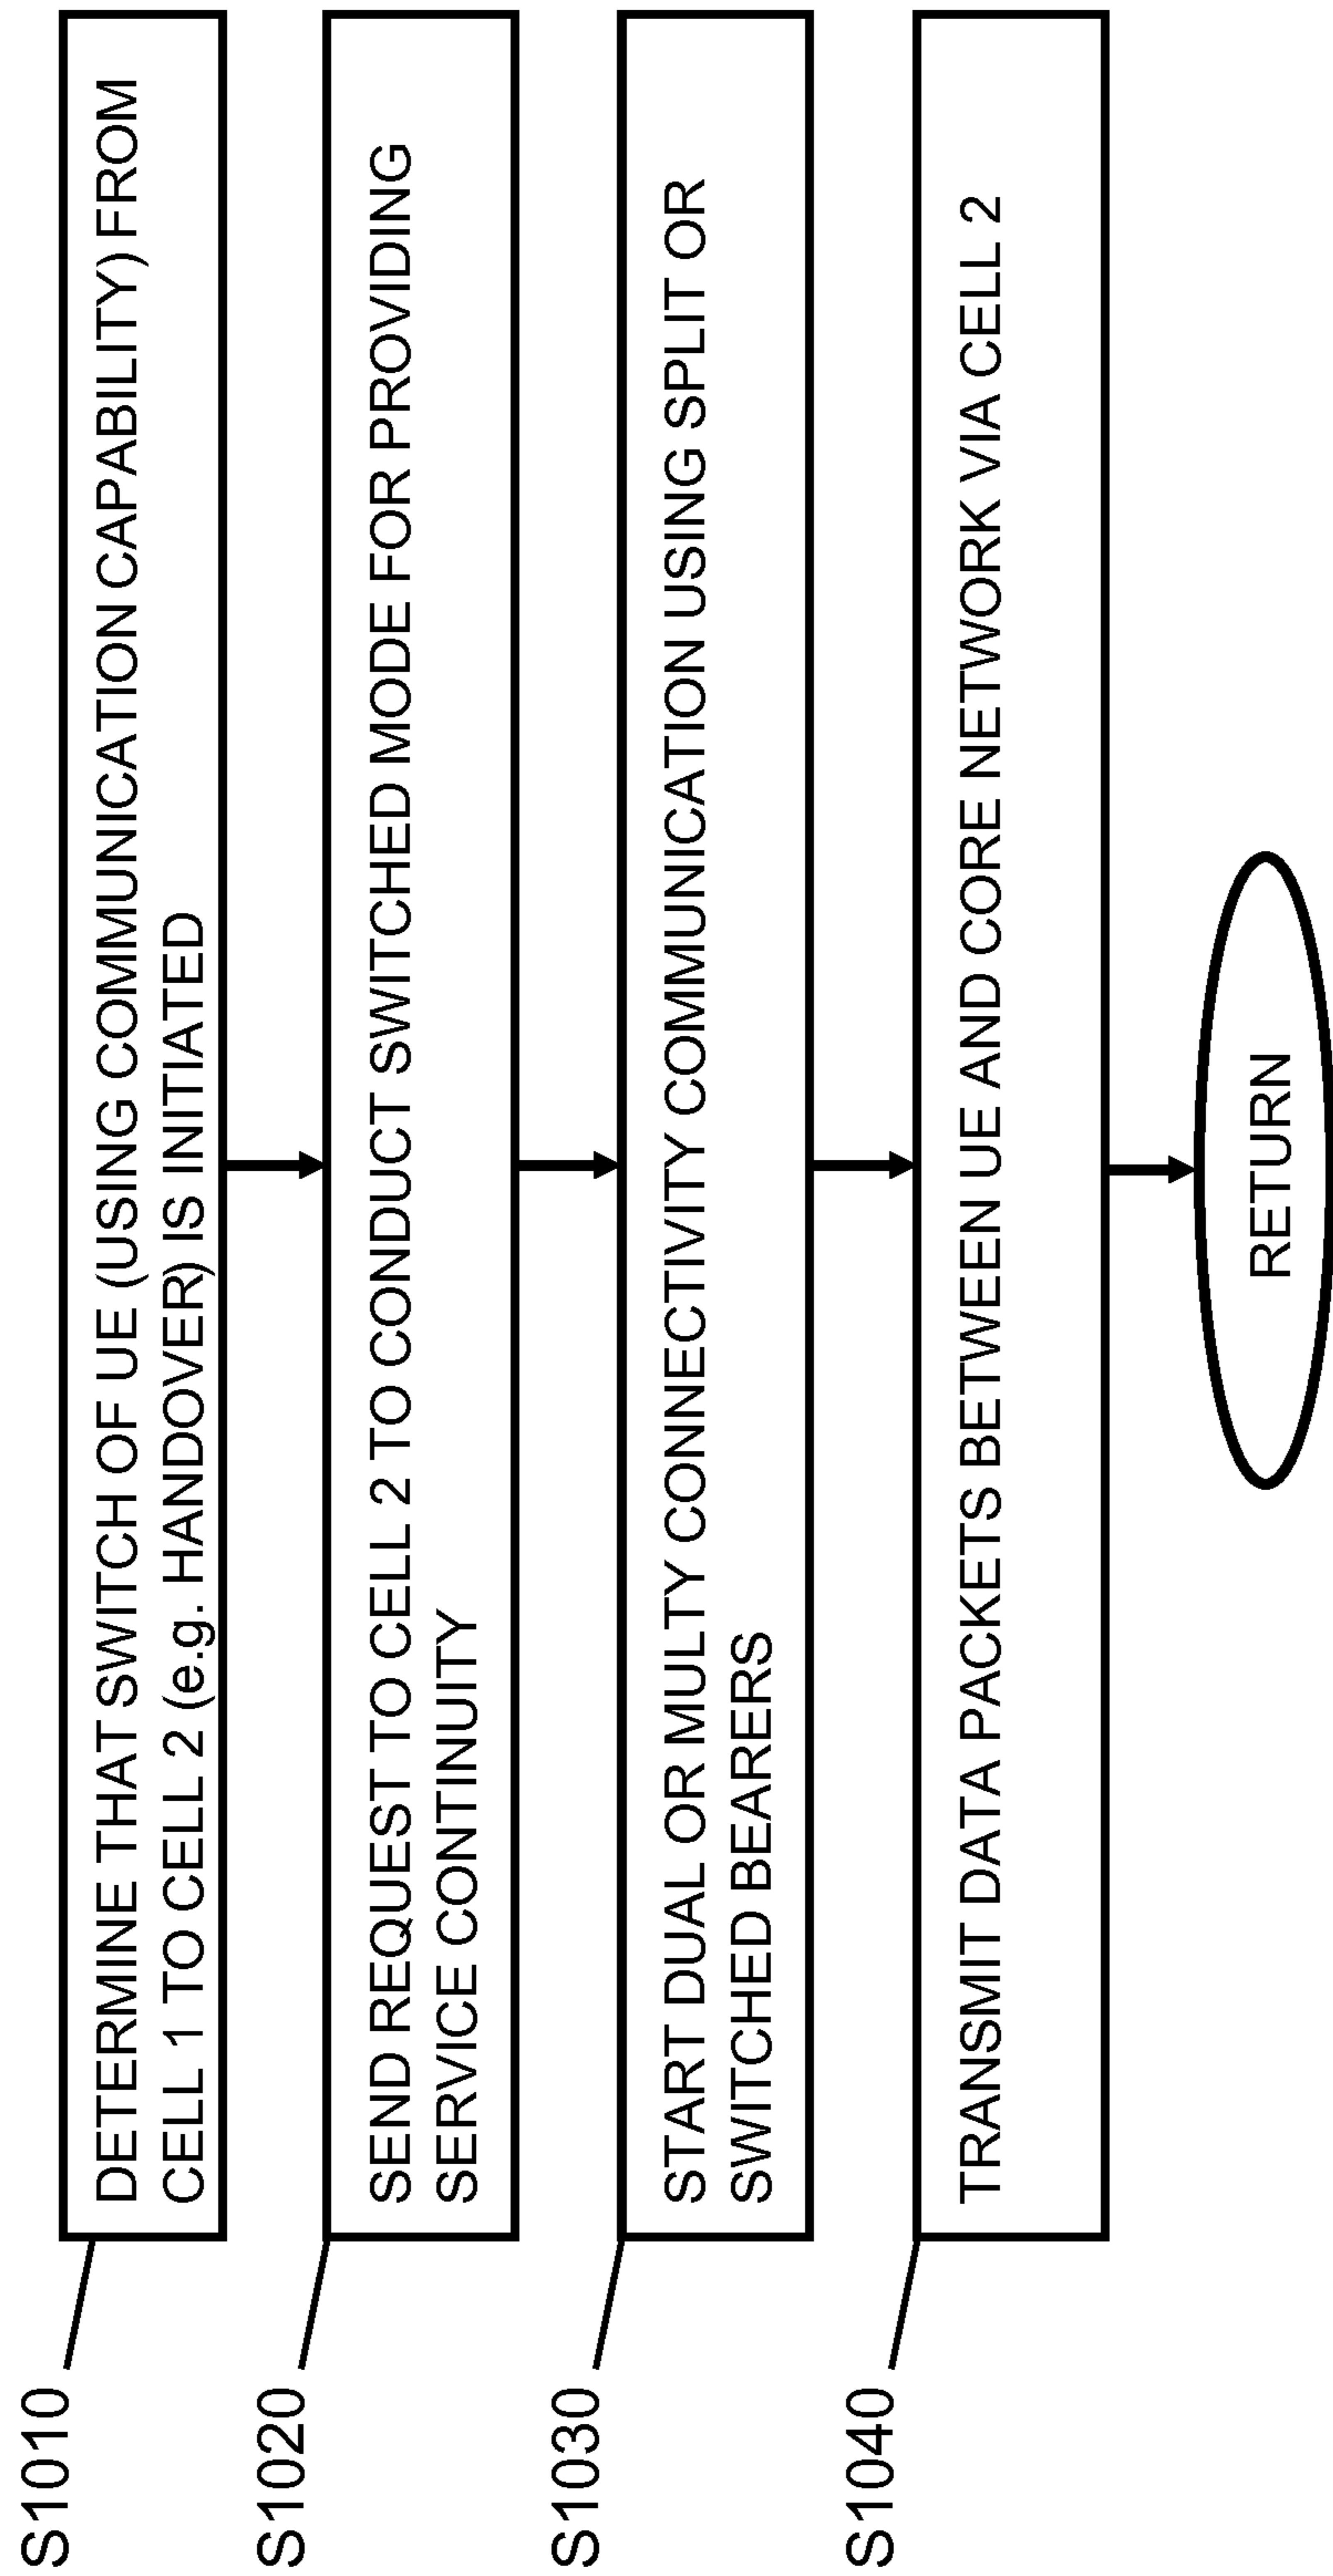 S1010
DETERMINE THAT SWITCH OF UE (USING COMMUNICATION CAPABILITY) FROM
CELL 1 TO CELL 2 (e.g. HANDOVER) IS INITIATED
S1020
SEND REQUEST TO CELL 2 TO CONDUCT SWITCHED MODE FOR PROVIDING
SERVICE CONTINUITY
S1030
START DUAL OR MULTY CONNECTIVITY COMMUNICATION USING SPLIT OR
SWITCHED BEARERS
S1040
TRANSMIT DATA PACKETS BETWEEN UE AND CORE NETWORK VIA CELL 2
RETURN